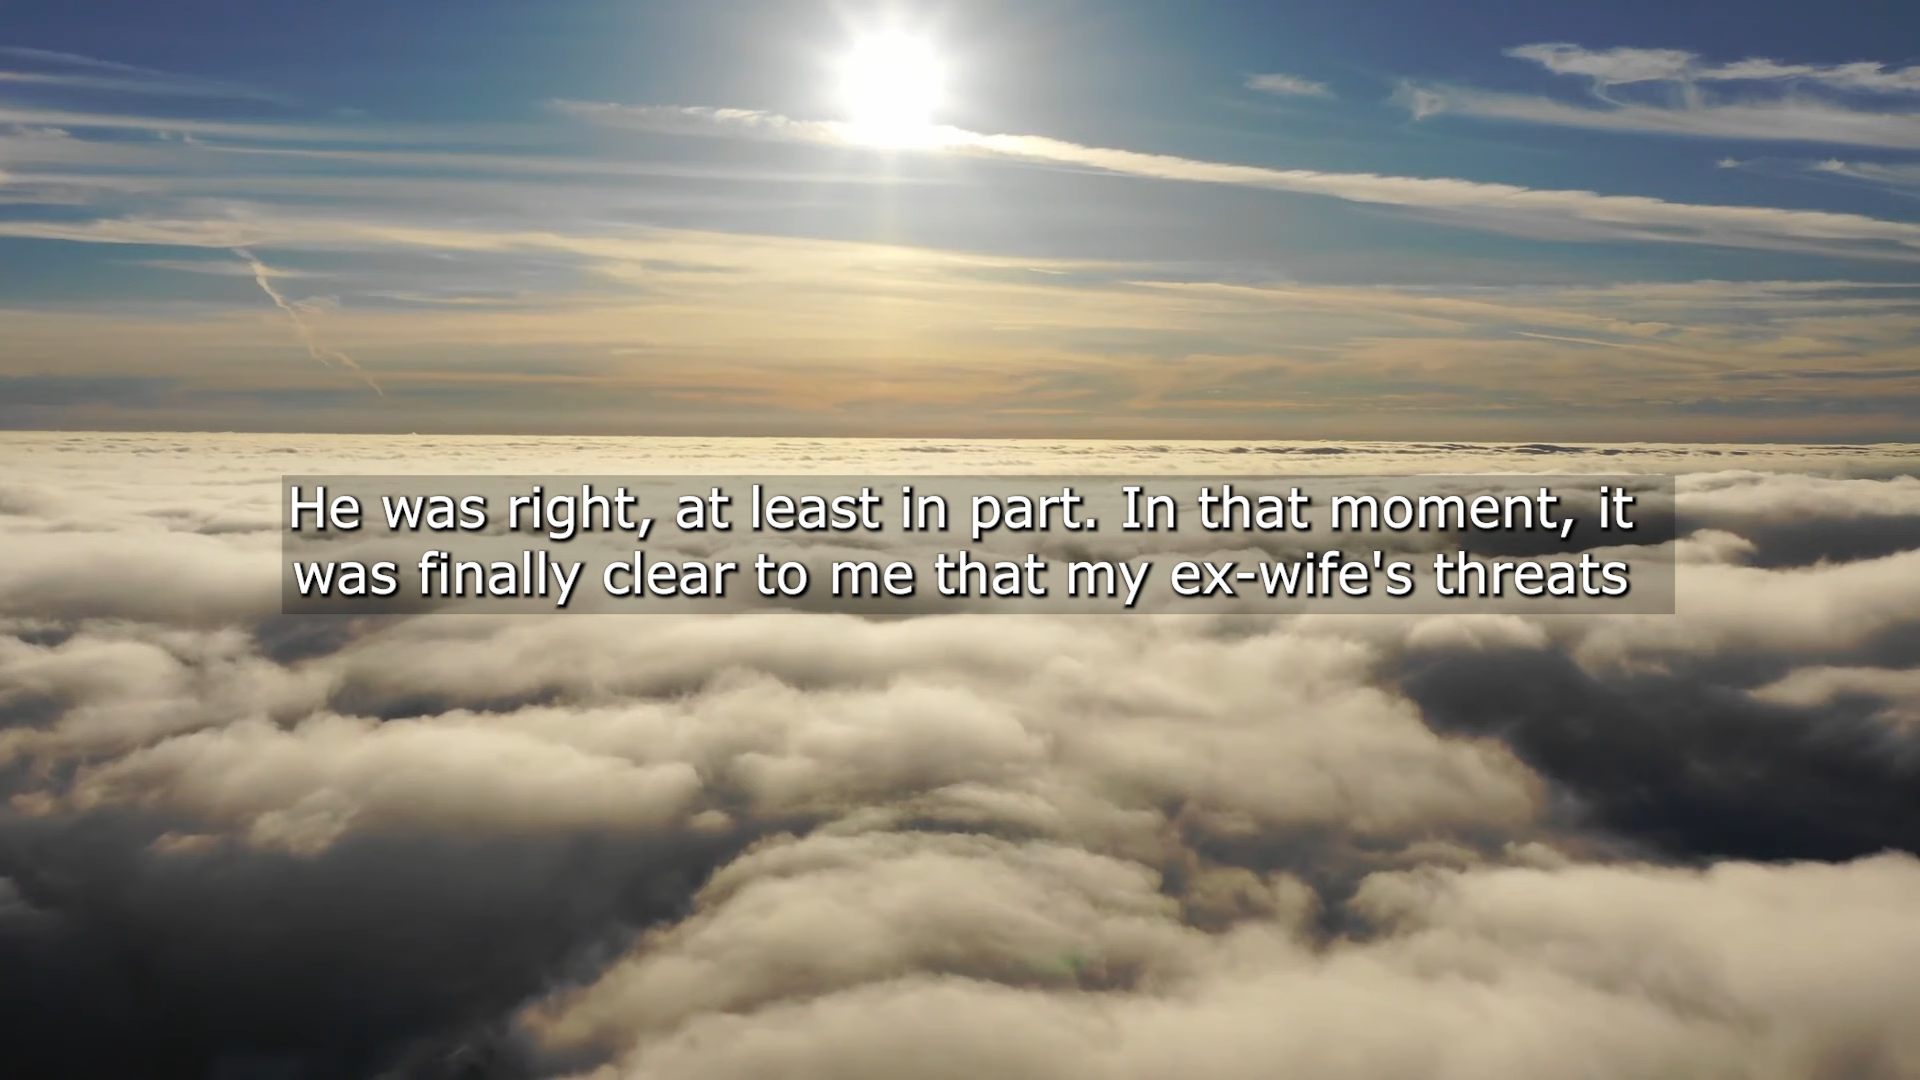 He was right, at least in part. In that moment, it
was finally clear to me that my ex-wife's threats